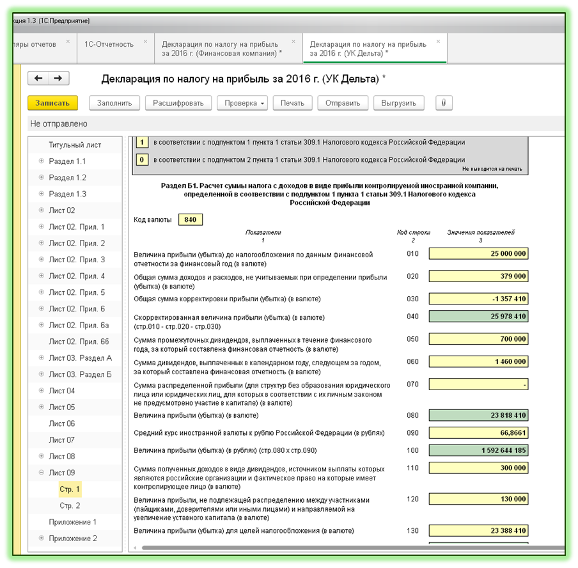 кция 1.3 (1С:Предприятие)
ляры отчетов × 1С-Отчетность × Декларация по налогу на прибыль × Декларация по налогу на прибыль ×
за 2016 г. (Финансовая компания) * за 2016 г. (УК Дельта) *
Декларация по налогу на прибыль за 2016 г. (УК Дельта) *
Записать Заполнить Расшифровать Проверка Печать Отправить Выгрузить
Не отправлено
Титульный лист
Раздел 1.1
Раздел 1.2
Раздел 1.3
Лист 02
Лист 02. Прил. 1
Лист 02. Прил. 2
Лист 02. Прил. 3
Лист 02. Прил. 4
Лист 02. Прил. 5
Лист 02. Прил. 6
Лист 02. Прил. 6а
Лист 02. Прил. 6б
Лист 03. Раздел А
Лист 03. Раздел Б
Лист 04
Лист 05
Лист 06
Лист 07
Лист 08
Лист 09
Стр. 1
Стр. 2
Приложение 1
Приложение 2
1 в соответствии с подпунктом 1 пункта 1 статьи 309.1 Налогового кодекса Российской Федерации
0 в соответствии с подпунктом 2 пункта 1 статьи 309.1 Налогового кодекса Российской Федерации
Не выводится на печать
Раздел Б1. Расчет суммы налога с доходов в виде прибыли контролируемой иностранной компании,
определенной в соответствии с подпунктом 1 пункта 1 статьи 309.1 Налогового кодекса
Российской Федерации
Код валюты 840
Показатели Код строки Значения показателей
1 2 3
Величина прибыли (убытка) до налогообложения по данным финансовой 010 25 000 000
отчетности за финансовый год (в валюте)
Общая сумма доходов и расходов, не учитываемых при определении прибыли 020 379 000
(убытка) (в валюте)
Общая сумма корректировки прибыли (убытка) (в валюте) 030 -1 357 410
Скорректированная величина прибыли (убытка) (в валюте) 040 25 978 410
(стр.010 - стр.020 - стр.030)
Сумма промежуточных дивидендов, выплаченных в течение финансового 050 700 000
года, за который составлена финансовая отчетность (в валюте)
Сумма дивидендов, выплаченных в календарном году, следующем за годом, 060 1 460 000
за который составлена финансовая отчетность (в валюте)
Сумма распределенной прибыли (для структур без образования юридического 070 -
лица или юридических лиц, для которых в соответствии с их личным законом
не предусмотрено участие в капитале) (в валюте)
Величина прибыли (убытка) (в валюте) 080 23 818 410
Средний курс иностранной валюты к рублю Российской Федерации (в рублях) 090 66,8661
Величина прибыли (убытка) (в рублях) (стр.080 х стр.090) 100 1 592 644 185
Сумма полученных доходов в виде дивидендов, источником выплаты которых 110 300 000
являются российские организации и фактическое право на которые имеет
контролирующее лицо (в валюте)
Величина прибыли, не подлежащей распределению между участниками 120 130 000
(пайщиками, доверителями или иными лицами) и направляемой на
увеличение уставного капитала (в валюте)
Величина прибыли (убытка) для целей налогообложения (в валюте) 130 23 388 410